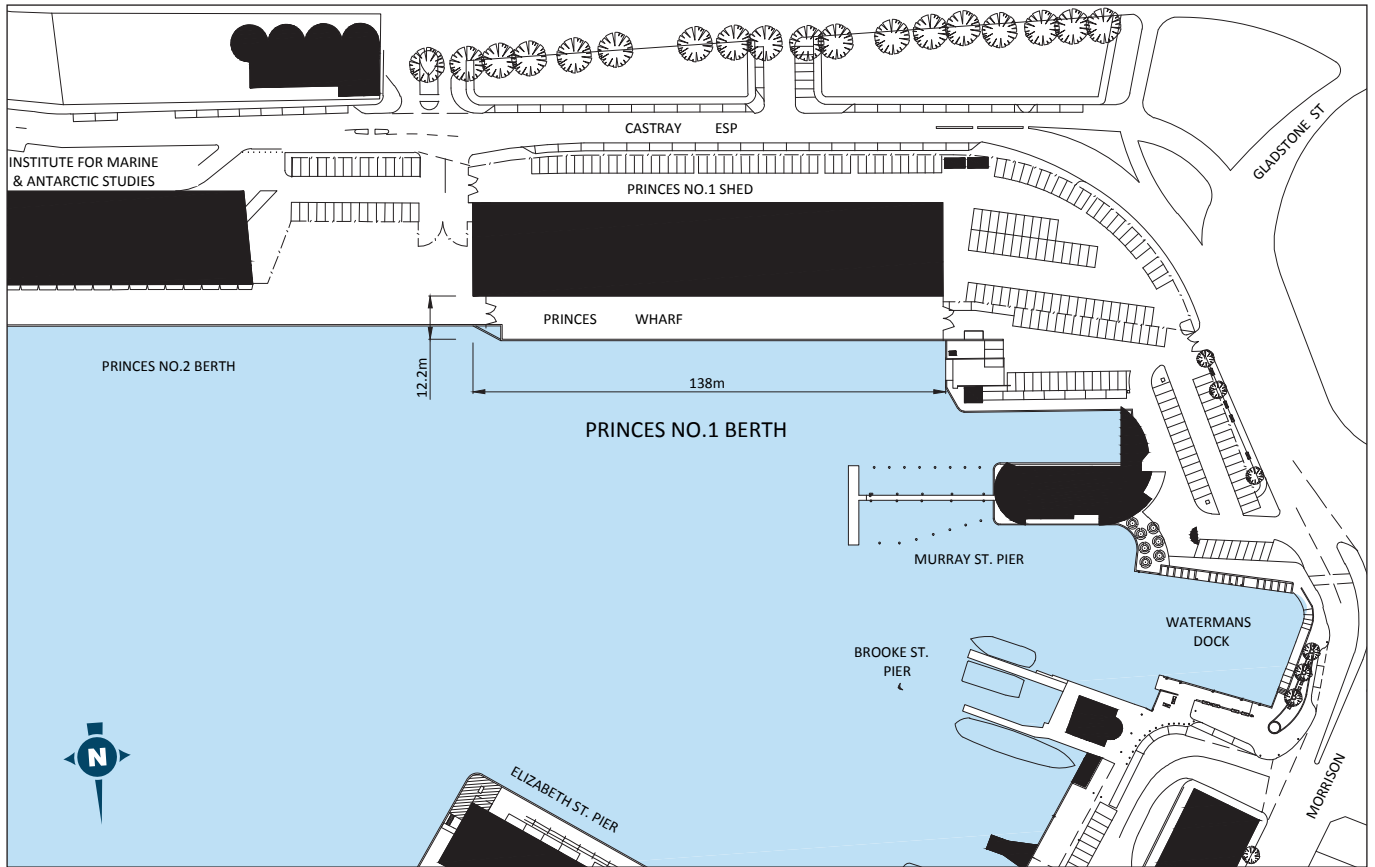 CASTRAY ESP
GLADSTONE ST
INSTITUTE FOR MARINE
& ANTARCTIC STUDIES
PRINCES NO.1 SHED
PRINCES WHARF
PRINCES NO.2 BERTH
12.2m
138m
PRINCES NO.1 BERTH
MURRAY ST. PIER
WATERMANS
DOCK
BROOKE ST.
PIER
N
ELIZABETH ST. PIER
MORRISON